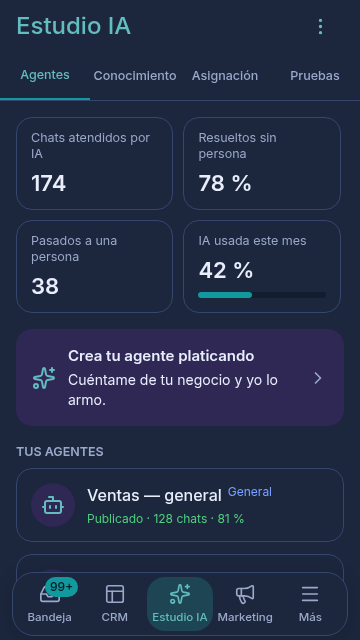 Estudio IA
Agentes
Conocimiento
Asignación
Pruebas
Chats atendidos por
IA
174
Resueltos sin
persona
78 %
Pasados a una
persona
38
IA usada este mes
42 %
Crea tu agente platicando
Cuéntame de tu negocio y yo lo
armo.
TUS AGENTES
Ventas — general General
Publicado · 128 chats · 81 %
99+
Bandeja
CRM
Estudio IA
Marketing
Más